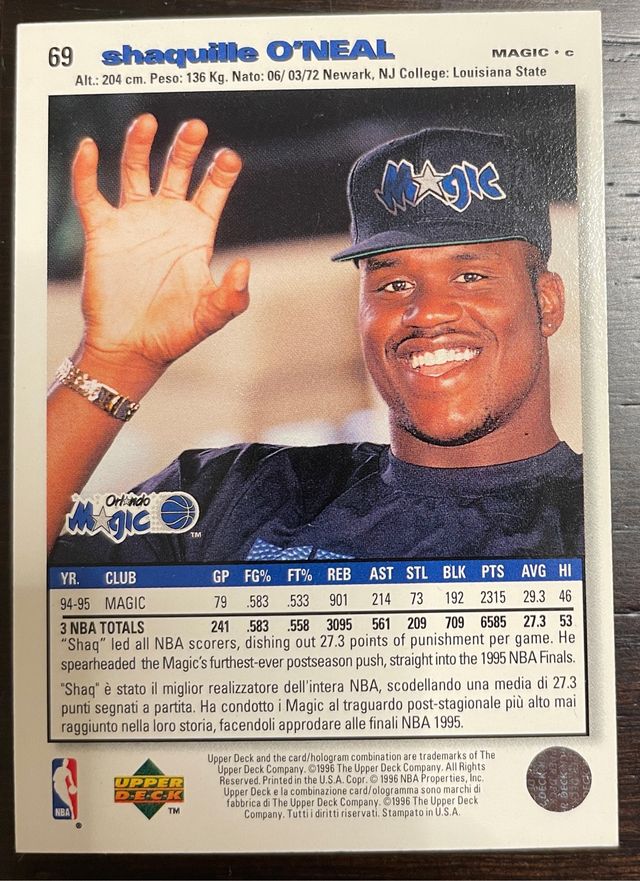 69 shaquille O'NEAL MAGIC • C
Alt.: 204 cm. Peso: 136 Kg. Nato: 06/ 03/72 Newark, NJ College: Louisiana State
Magic
Orlando
Magic
TM
YR. CLUB GP FG% FT% REB AST STL BLK PTS AVG HI
94-95 MAGIC 79 .583 .533 901 214 73 192 2315 29.3 46
3 NBA TOTALS 241 .583 .558 3095 561 209 709 6585 27.3 53
"Shaq" led all NBA scorers, dishing out 27.3 points of punishment per game. He
spearheaded the Magic's furthest-ever postseason push, straight into the 1995 NBA Finals.
"Shaq" è stato il miglior realizzatore dell'intera NBA, scodellando una media di 27.3
punti segnati a partita. Ha condotto i Magic al traguardo post-stagionale più alto mai
raggiunto nella loro storia, facendoli approdare alle finali NBA 1995.
Upper Deck and the card/hologram combination are trademarks of The
Upper Deck Company. ©1996 The Upper Deck Company. All Rights
Reserved. Printed in the U.S.A. Copr. © 1996 NBA Properties, Inc.
Upper Deck e la combinazione card/ologramma sono marchi di
fabbrica di The Upper Deck Company. ©1996 The Upper Deck
Company. Tutti i diritti riservati. Stampato in U.S.A.
NBA
®
UPPER
DECK
TM